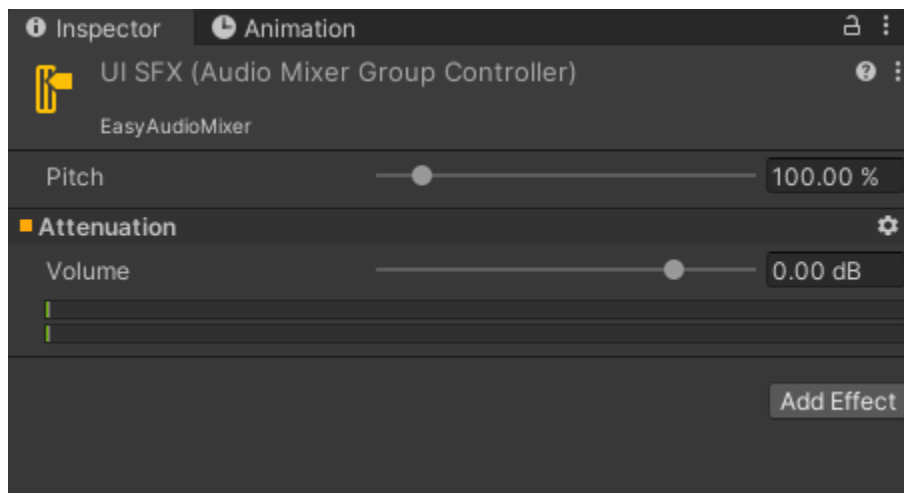 Inspector
Animation
UI SFX (Audio Mixer Group Controller)
EasyAudioMixer
Pitch
100.00 %
Attenuation
Volume
0.00 dB
Add Effect